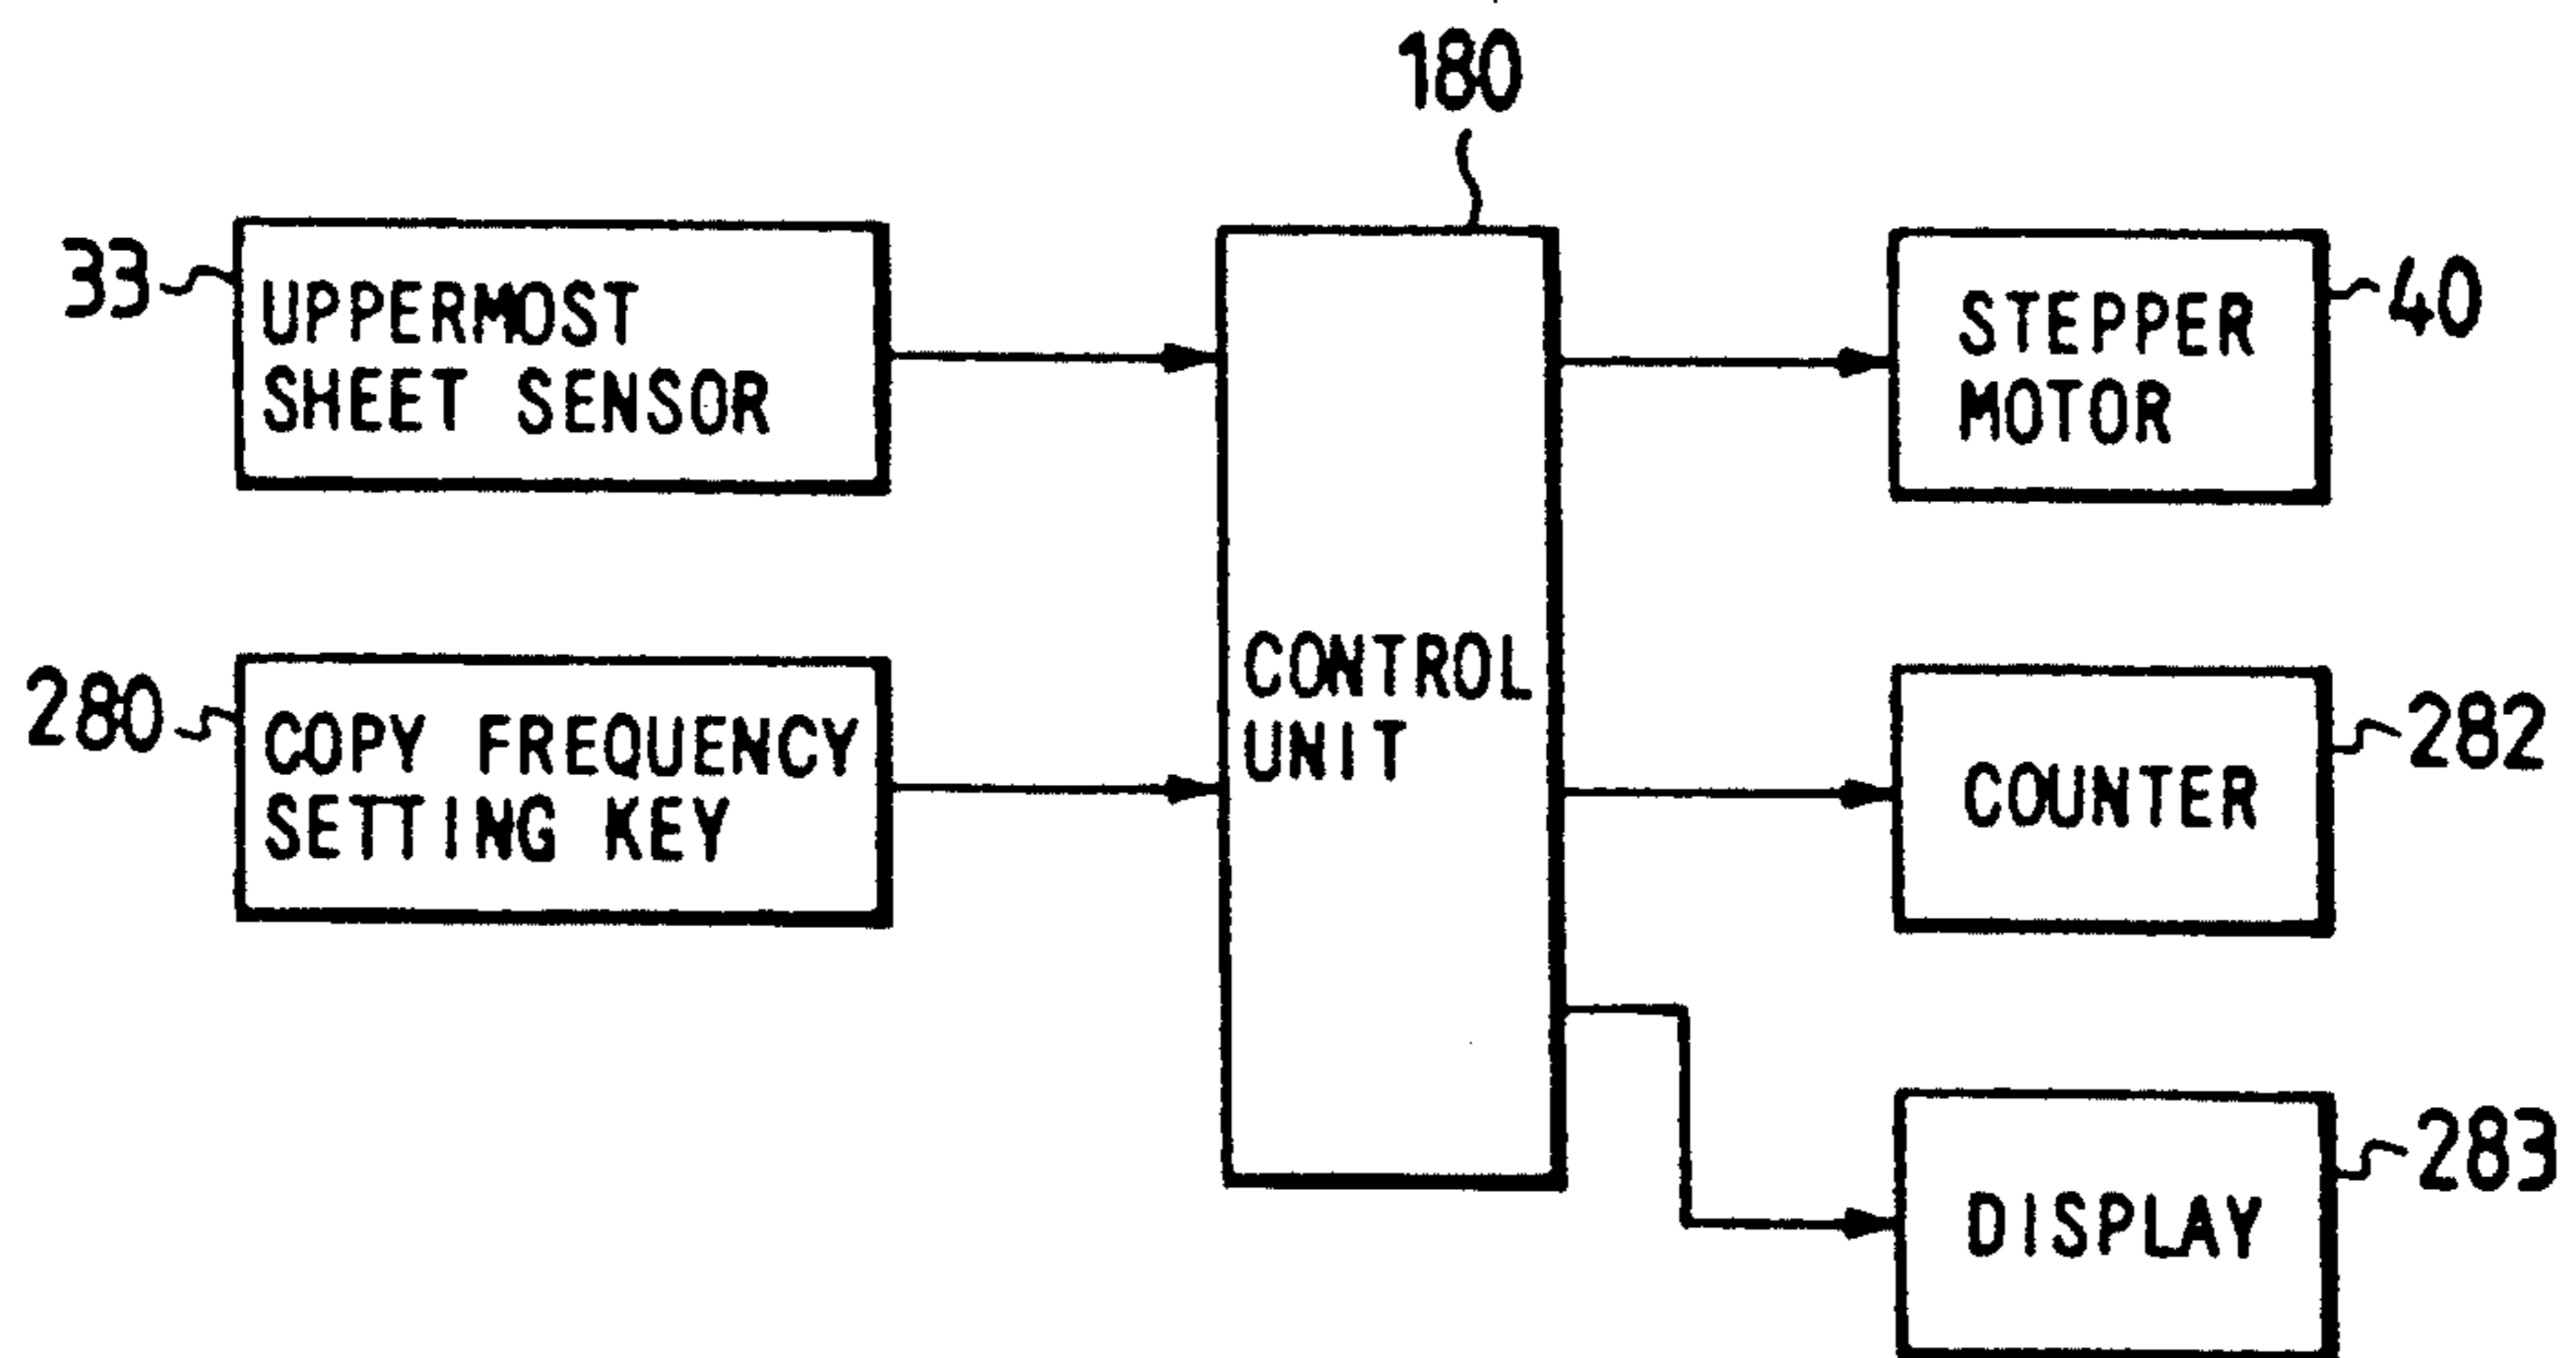 180
33
UPPERMOST
SHEET SENSOR
STEPPER
MOTOR
40
280
COPY FREQUENCY
SETTING KEY
CONTROL
UNIT
COUNTER
282
DISPLAY
283